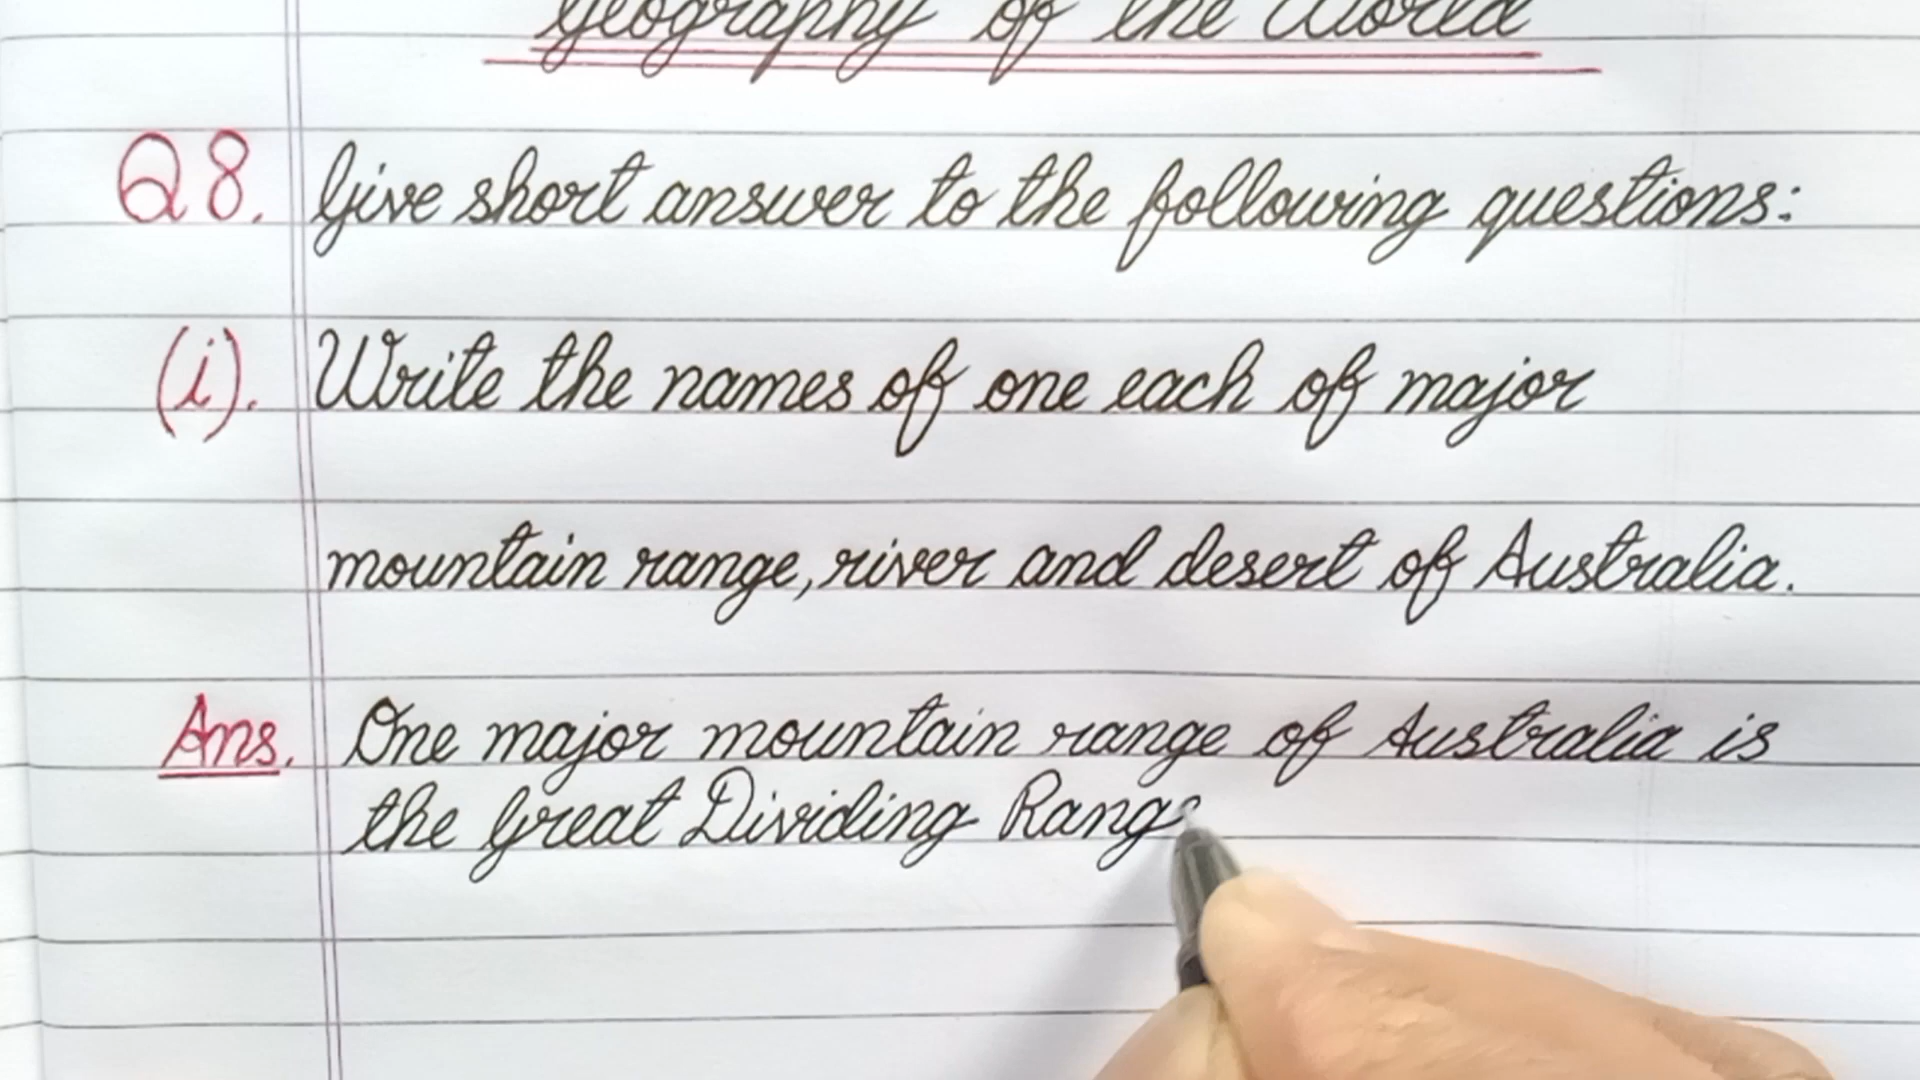 Geography of the World
Q8. Give short answer to the following questions:
(i). Write the names of one each of major
mountain range, river and desert of Australia.
Ans. One major mountain range of Australia is
the Great Dividing Range